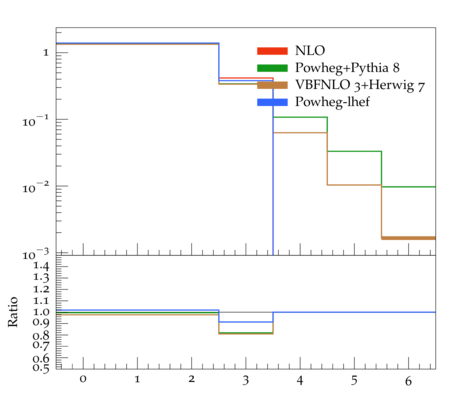 1
10⁻¹
10⁻²
10⁻³
NLO
Powheg+Pythia 8
VBFNLO 3+Herwig 7
Powheg-lhef
Ratio
1.4
1.3
1.2
1.1
1.0
0.9
0.8
0.7
0.6
0.5
0 1 2 3 4 5 6